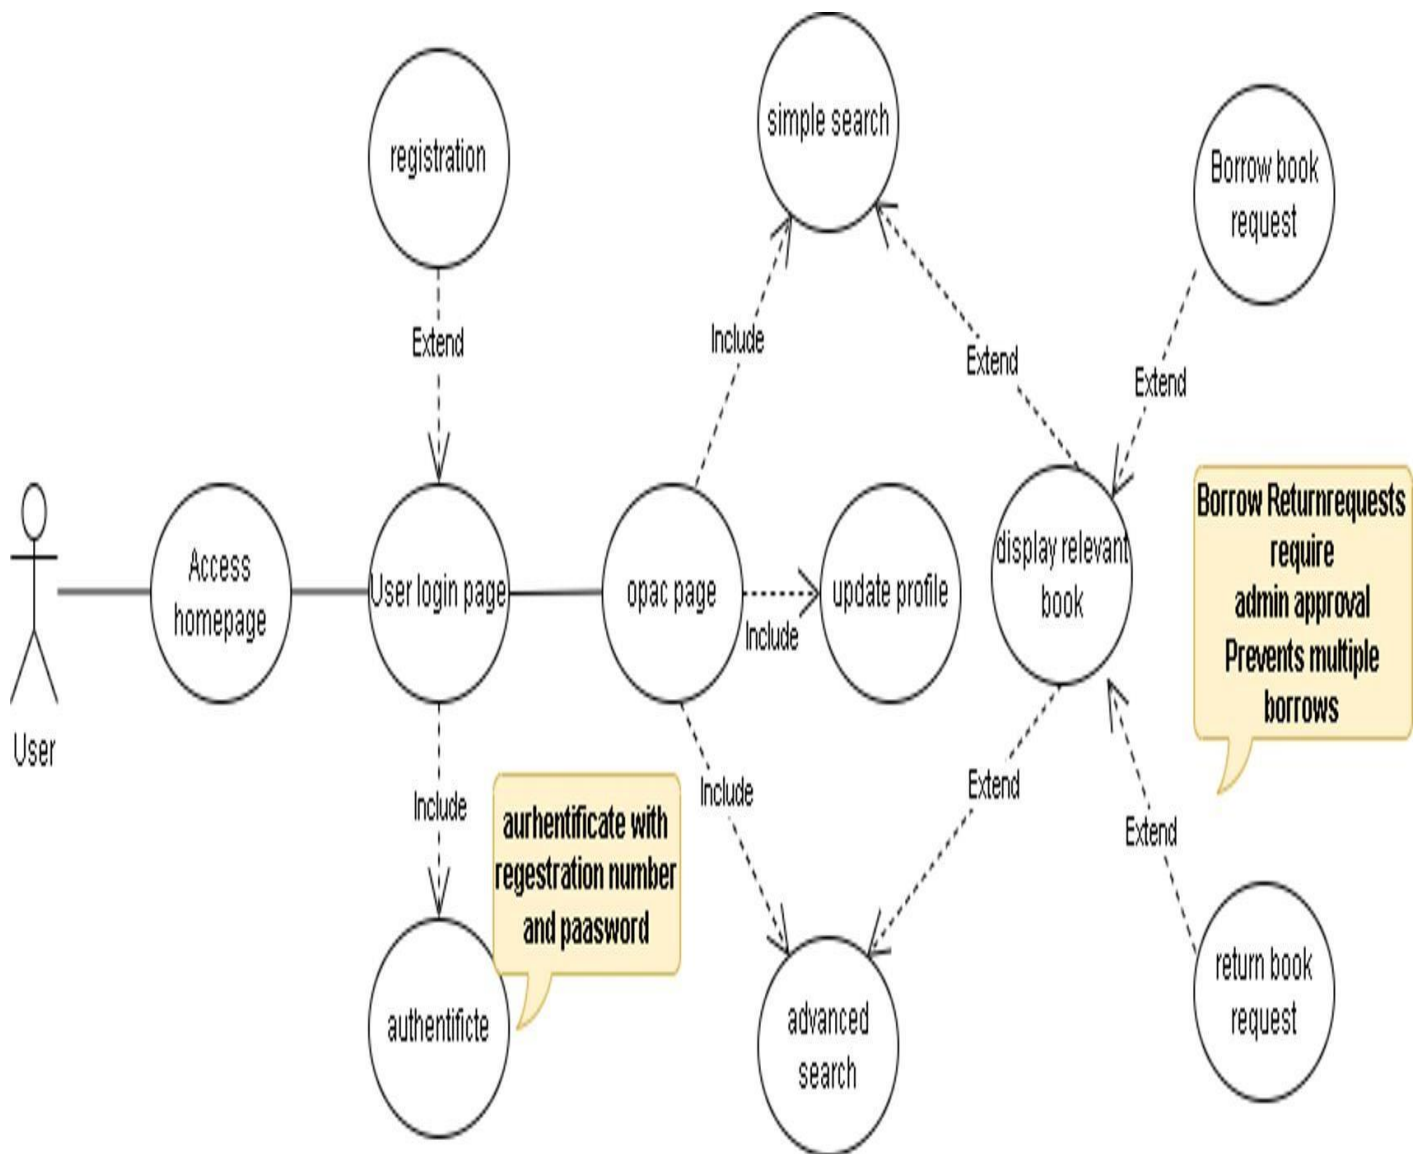 registration
simple search
Borrow book
request
Extend
Include
Extend
Extend
Access
homepage
User login page
opac page
update profile
display relevant
book
Include
Borrow Returnrequests
require
admin approval
Prevents multiple
borrows
User
Include
Include
Extend
Extend
aurhentificate with
regestration number
and paasword
authentificte
advanced
search
return book
request